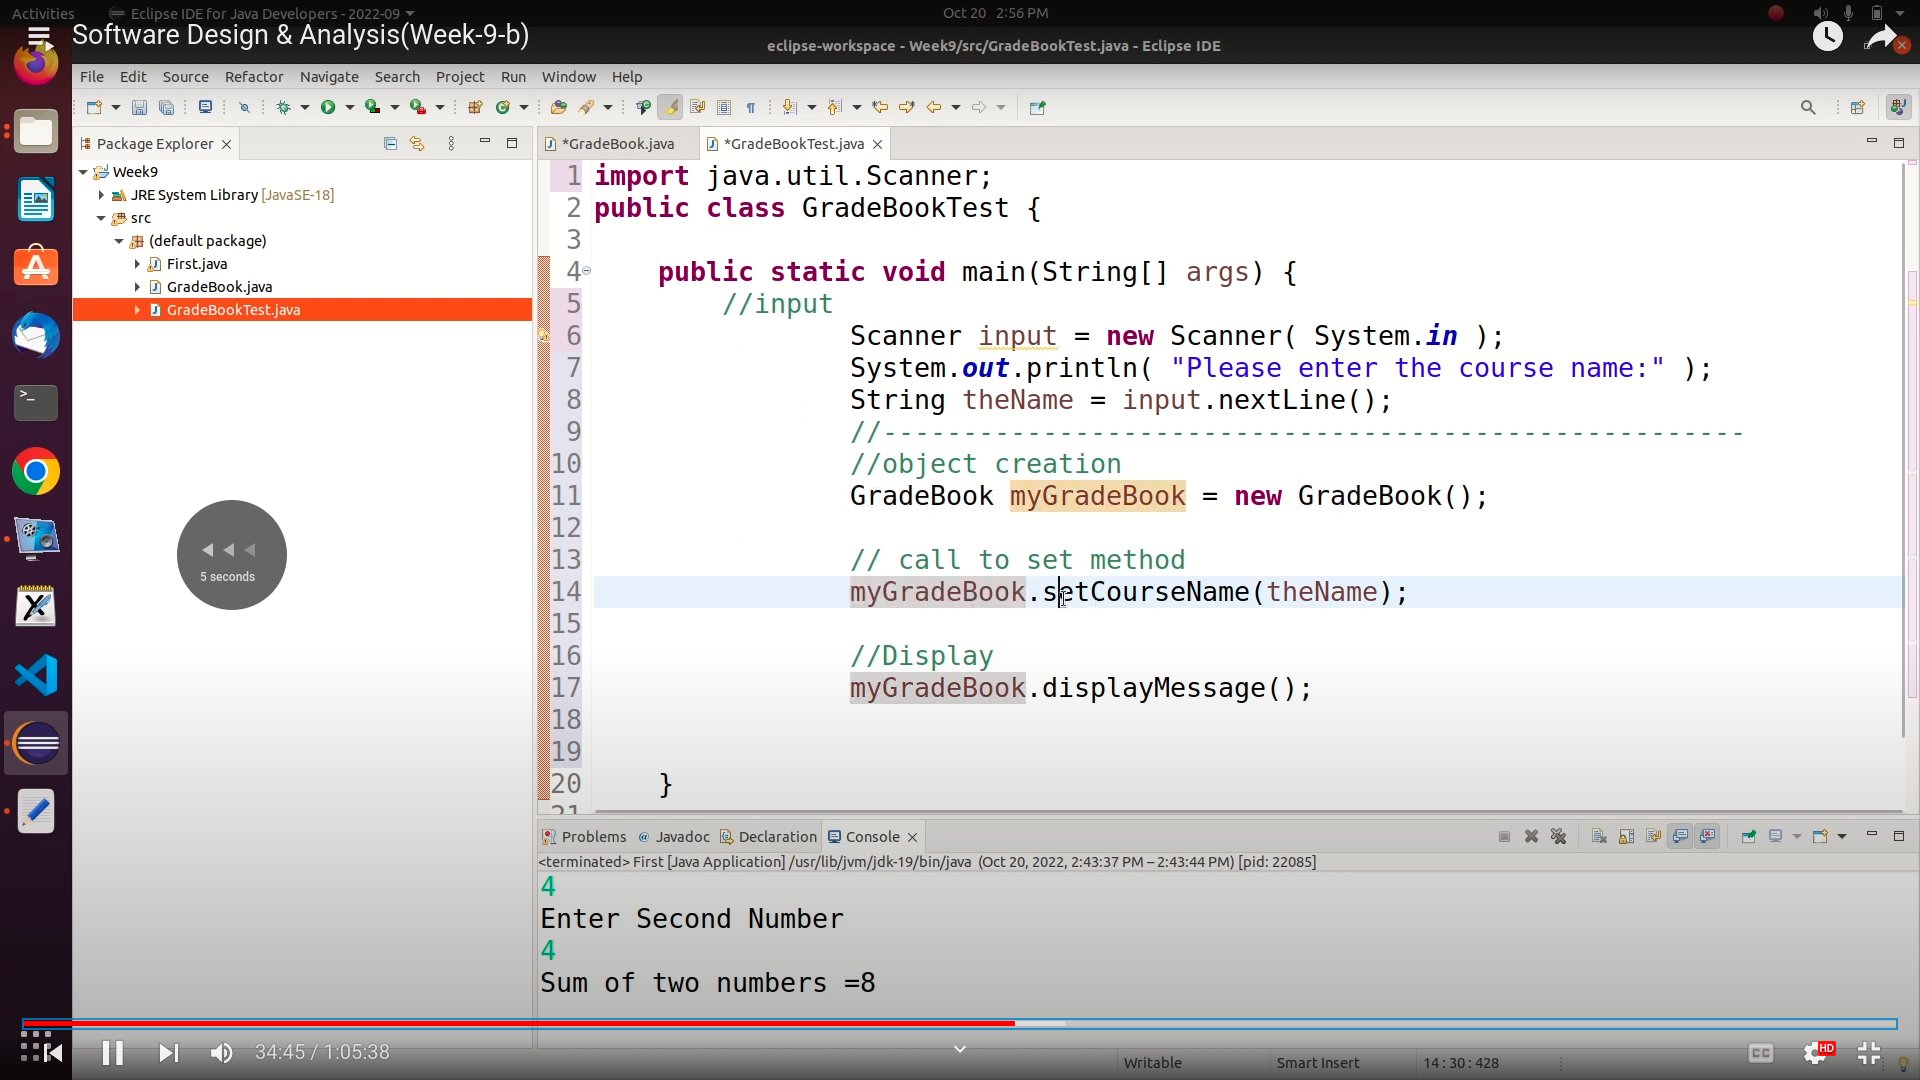 Activities
Eclipse IDE for Java Developers - 2022-09
Oct 20 2:56 PM
Software Design & Analysis(Week-9-b)
eclipse-workspace - Week9/src/GradeBookTest.java - Eclipse IDE
File Edit Source Refactor Navigate Search Project Run Window Help
Package Explorer
Week9
JRE System Library [JavaSE-18]
src
(default package)
First.java
GradeBook.java
GradeBookTest.java
5 seconds
*GradeBook.java
*GradeBookTest.java
1 import java.util.Scanner;
2 public class GradeBookTest {
3
4 public static void main(String[] args) {
5 //input
6 Scanner input = new Scanner( System.in );
7 System.out.println( "Please enter the course name:" );
8 String theName = input.nextLine();
9 //------------------------------------------------------
10 //object creation
11 GradeBook myGradeBook = new GradeBook();
12
13 // call to set method
14 myGradeBook.setCourseName(theName);
15
16 //Display
17 myGradeBook.displayMessage();
18
19
20 }
21
Problems @ Javadoc Declaration Console
<terminated> First [Java Application] /usr/lib/jvm/jdk-19/bin/java (Oct 20, 2022, 2:43:37 PM – 2:43:44 PM) [pid: 22085]
4
Enter Second Number
4
Sum of two numbers =8
34:45 / 1:05:38
Writable
Smart Insert
14 : 30 : 428
CC
HD